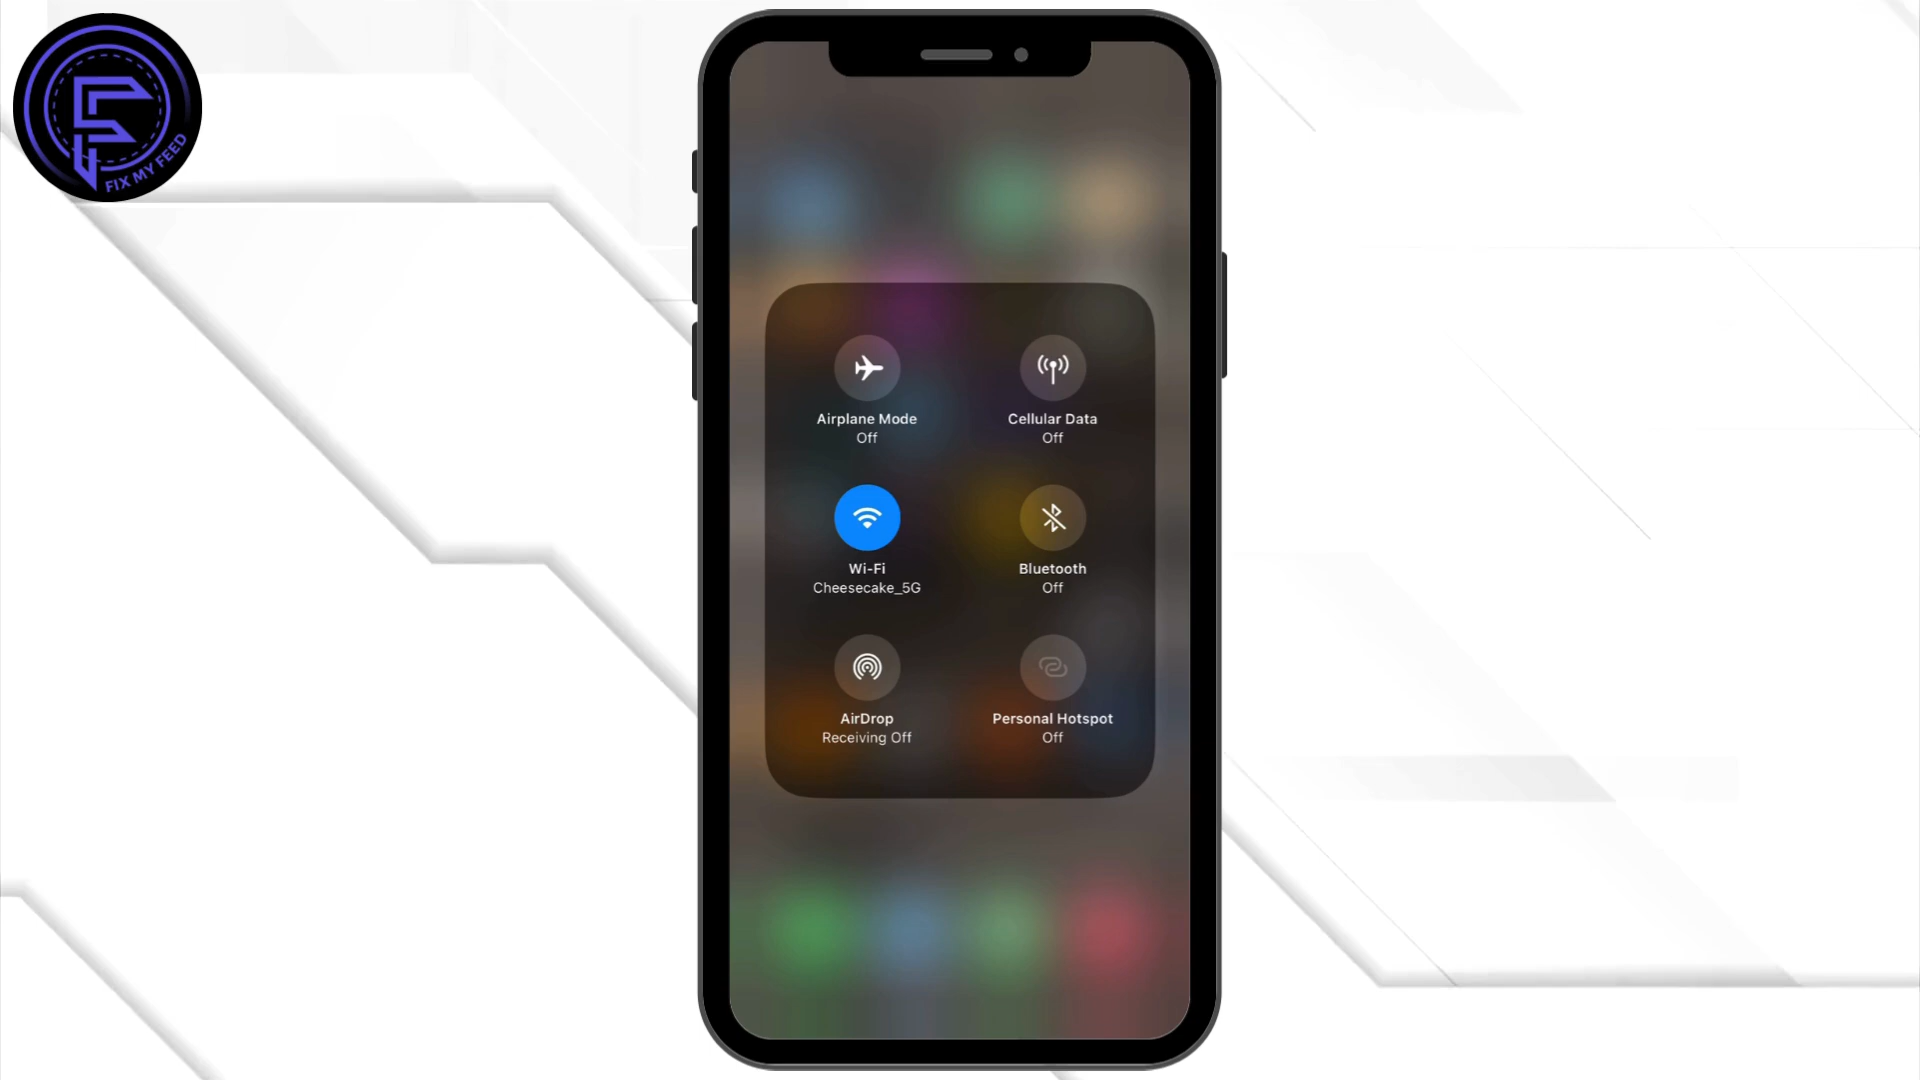 FIX MY FEED
Airplane Mode
Off
Cellular Data
Off
Wi-Fi
Cheesecake_5G
Bluetooth
Off
AirDrop
Receiving Off
Personal Hotspot
Off